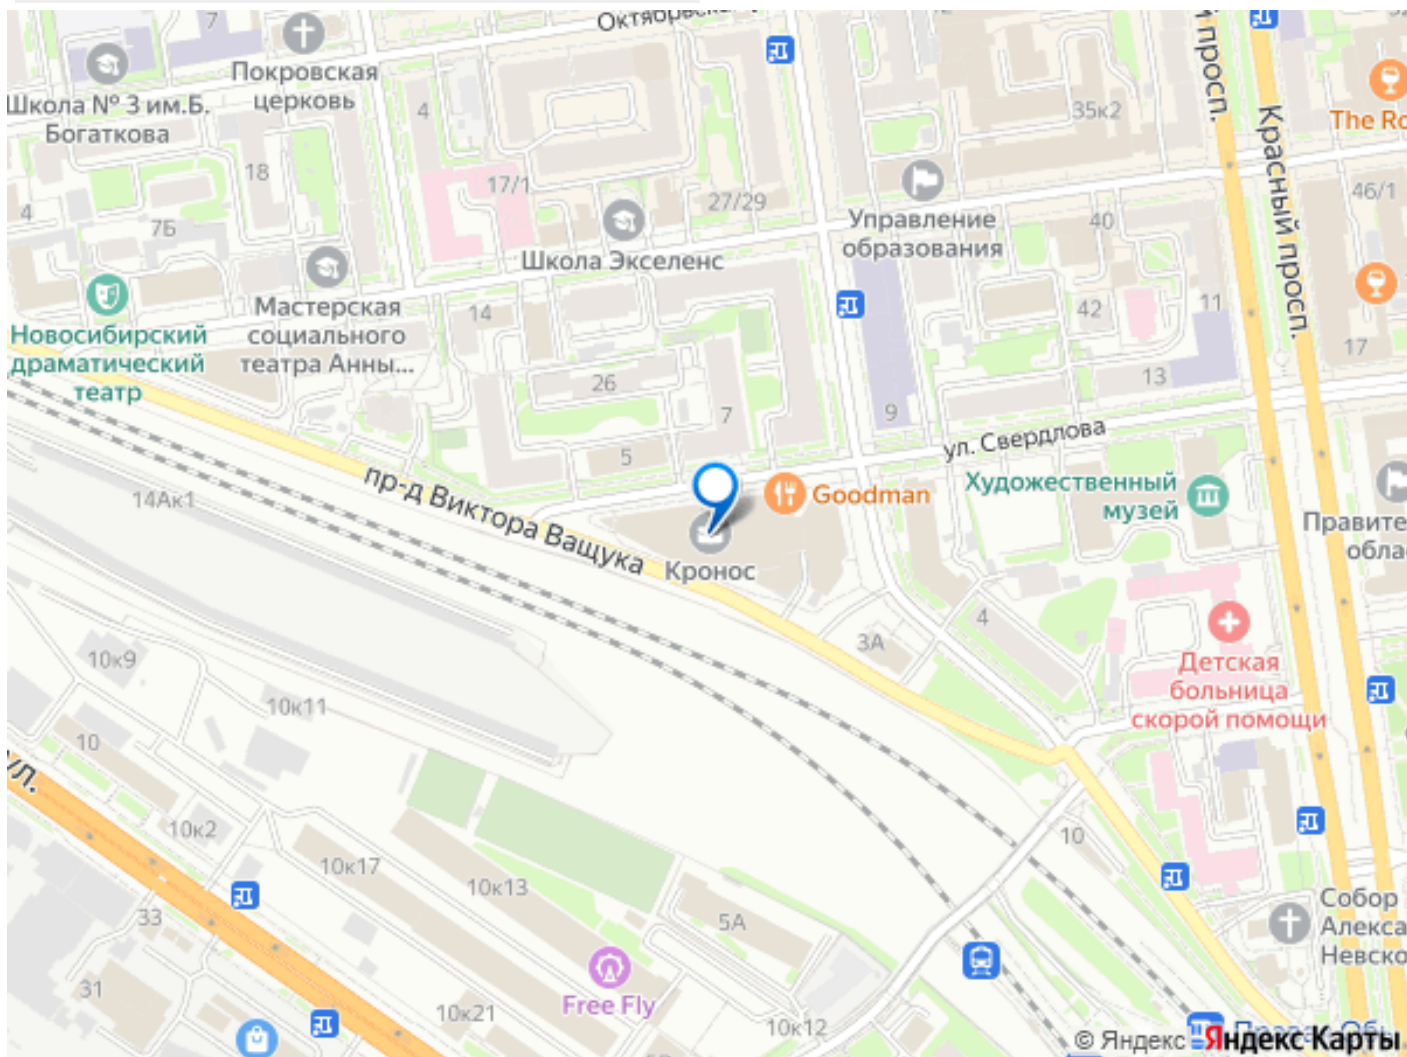 7
Октябрьская
Покровская
церковь
Школа № 3 им.Б.
Богаткова
4
35к2
просп.
Красный просп.
The Ro
18
17/1
27/29
46/1
4
7Б
Управление
образования
40
Школа Экселенс
Мастерская
социального
театра Анны...
14
Новосибирский
драматический
театр
42
11
17
26
13
7
9
5
ул. Свердлова
14Ак1
пр-д Виктора Ващука
Goodman
Художественный
музей
Правите
обла
Кронос
4
3А
10к9
Детская
больница
скорой помощи
10к11
10
ул.
10к2
10к17
10к13
10
33
5А
Собор
Алекса
Невско
31
Free Fly
10к21
10к12
© Яндекс
Яндекс Карты